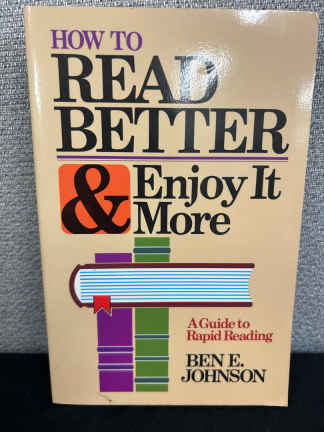 HOW TO
READ
BETTER
& Enjoy It
More
A Guide to
Rapid Reading
BEN E.
JOHNSON